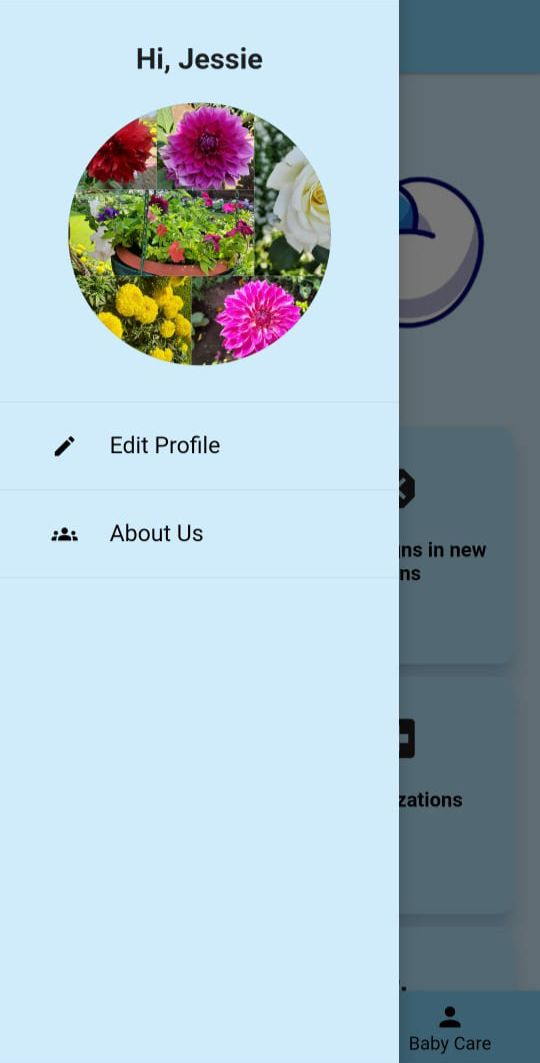 Hi, Jessie
Edit Profile
About Us
ns in new
ns
zations
Baby Care